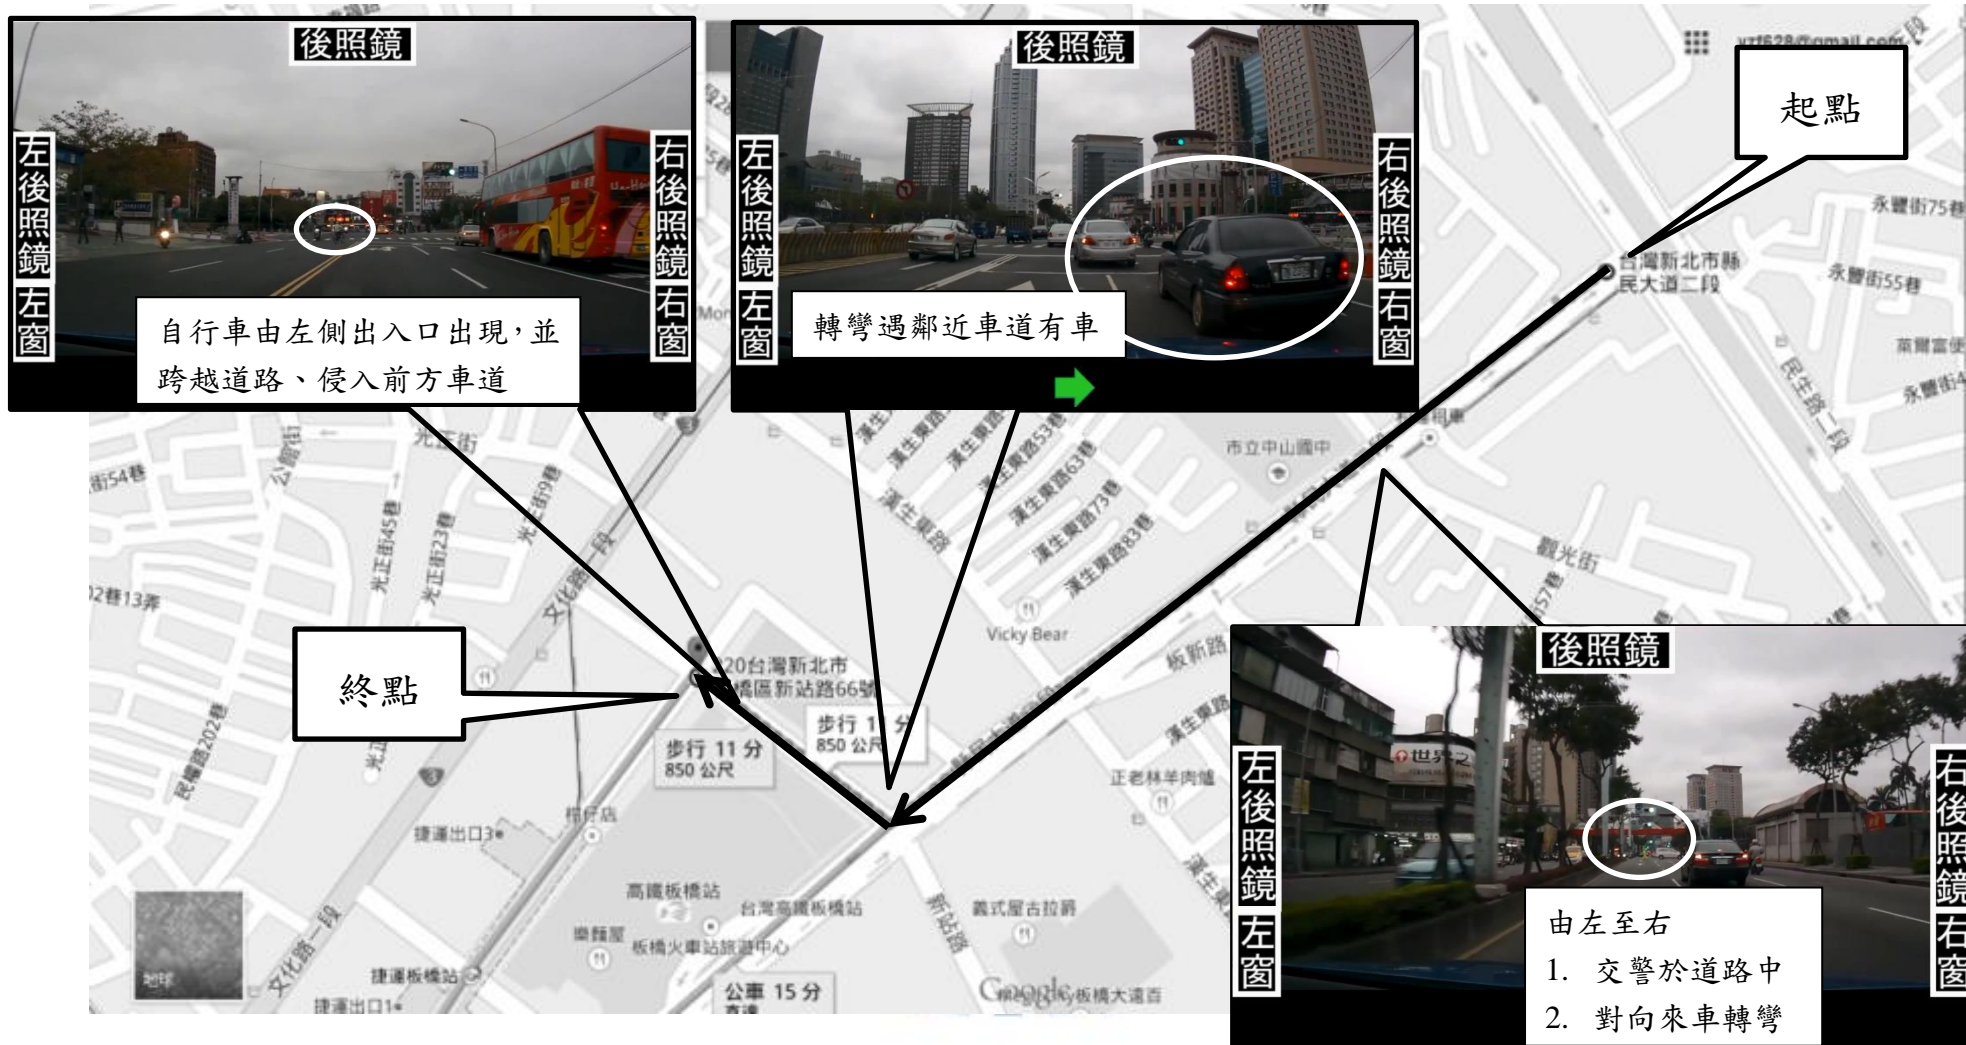 後照鏡
左後照鏡
左窗
右後照鏡
右窗
自行車由左側出入口出現，並
跨越道路、侵入前方車道
後照鏡
左後照鏡
左窗
右後照鏡
右窗
轉彎遇鄰近車道有車
起點
台灣新北市縣
民大道二段
永豐街75巷
永豐街55巷
民生路一段
市立中山國中
光正街
公館街
光正街45巷
光正街23巷
光正街9巷
文化路一段
漢生東路
漢生東路53巷
漢生東路63巷
漢生東路73巷
漢生東路83巷
觀光街
Vicky Bear
板新路
終點
20台灣新北市
橋區新站路66號
步行 11 分
850 公尺
步行 11 分
850 公尺
民權路202巷
捷運出口3
正老林羊肉爐
高鐵板橋站
台灣高鐵板橋站
樂麵屋
板橋火車站旅遊中心
義式屋古拉爵
新站路
文化路一段
捷運板橋站
捷運出口1
公車 15 分
地球
後照鏡
左後照鏡
左窗
右後照鏡
右窗
由左至右
1. 交警於道路中
2. 對向來車轉彎